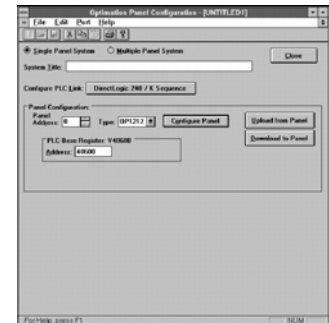 Optimation Panel Configuration - [UNTITLED1]
File Edit Port Help
Single Panel System Multiple Panel System
Close
System Title:
Configure PLC Link: DirectLogic 240 / K Sequence
Panel Configuration:
Panel Address: 0 Type: OP1212 Configure Panel Upload from Panel
Download to Panel
PLC Base Register: V40600
Address: 40600
For Help, press F1 NUM